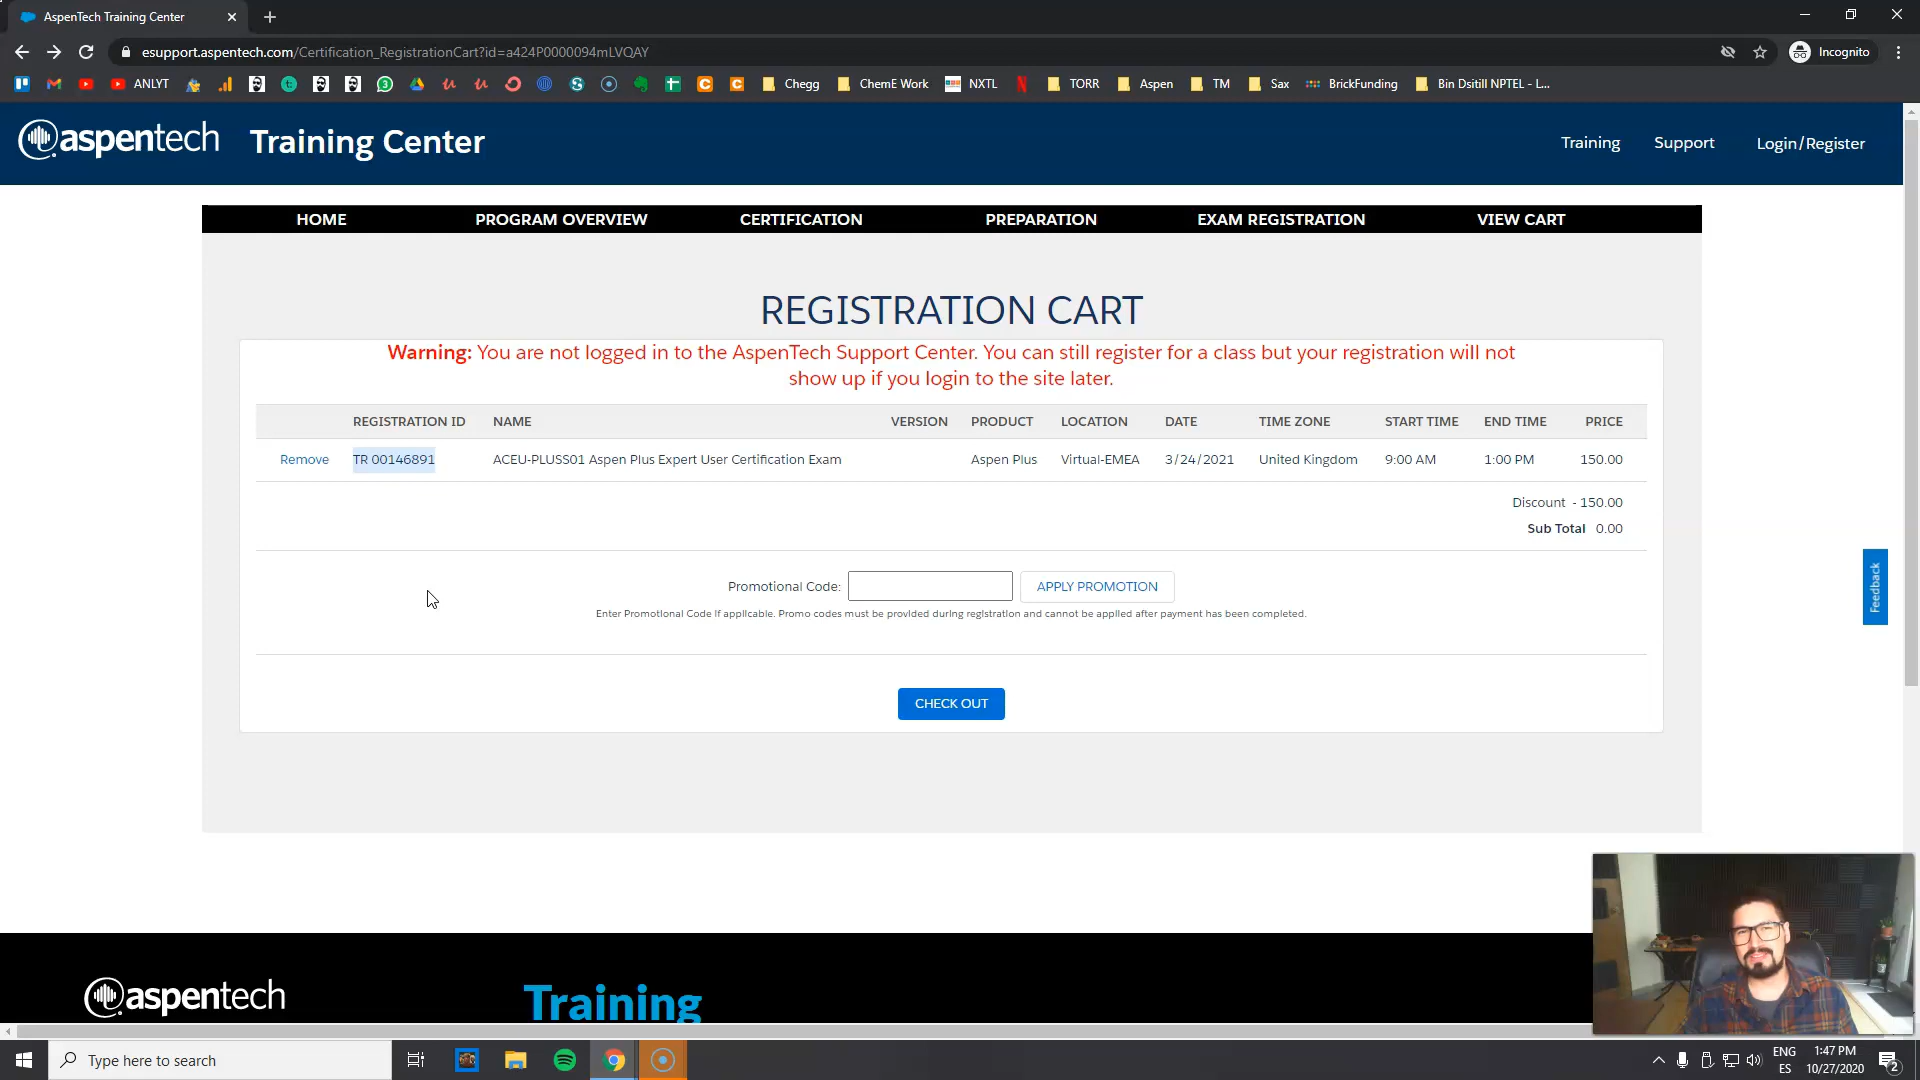 AspenTech Training Center
esupport.aspentech.com/Certification_RegistrationCart?id=a424P0000094mLVQAY
Incognito
ANLYT
Chegg
ChemE Work
NXTL
TORR
Aspen
TM
Sax
BrickFunding
Bin Dsitill NPTEL - L...
aspentech Training Center
Training Support Login/Register
HOME PROGRAM OVERVIEW CERTIFICATION PREPARATION EXAM REGISTRATION VIEW CART
REGISTRATION CART
Warning: You are not logged in to the AspenTech Support Center. You can still register for a class but your registration will not
show up if you login to the site later.
REGISTRATION ID NAME VERSION PRODUCT LOCATION DATE TIME ZONE START TIME END TIME PRICE
Remove TR 00146891 ACEU-PLUSS01 Aspen Plus Expert User Certification Exam Aspen Plus Virtual-EMEA 3/24/2021 United Kingdom 9:00 AM 1:00 PM 150.00
Discount - 150.00
Sub Total 0.00
Promotional Code: APPLY PROMOTION
Enter Promotional Code if applicable. Promo codes must be provided during registration and cannot be applied after payment has been completed.
Feedback
CHECK OUT
aspentech Training
Type here to search
ENG
ES
1:47 PM
10/27/2020
2